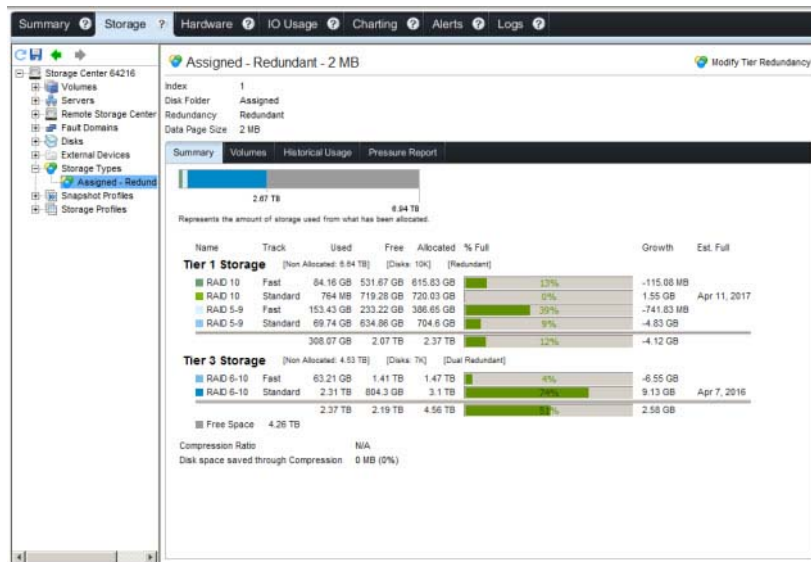 Summary ? Storage ? Hardware ? IO Usage ? Charting ? Alerts ? Logs ?
Storage Center 64216
Volumes
Servers
Remote Storage Center
Fault Domains
Disks
External Devices
Storage Types
Assigned - Redund
Snapshot Profiles
Storage Profiles
Assigned - Redundant - 2 MB
Modify Tier Redundancy
Index 1
Disk Folder Assigned
Redundancy Redundant
Data Page Size 2 MB
Summary Volumes Historical Usage Pressure Report
2.67 TB
6.94 TB
Represents the amount of storage used from what has been allocated.
Name Track Used Free Allocated % Full Growth Est. Full
Tier 1 Storage [Non Allocated: 6.64 TB] [Disks: 10K] [Redundant]
RAID 10 Fast 84.16 GB 531.67 GB 615.83 GB 13% -115.08 MB
RAID 10 Standard 764 MB 719.28 GB 720.03 GB 0% 1.55 GB Apr 11, 2017
RAID 5-9 Fast 153.43 GB 233.22 GB 386.65 GB 39% -741.83 MB
RAID 5-9 Standard 69.74 GB 634.86 GB 704.6 GB 9% -4.83 GB
308.07 GB 2.07 TB 2.37 TB 12% -4.12 GB
Tier 3 Storage [Non Allocated: 4.53 TB] [Disks: 7K] [Dual Redundant]
RAID 6-10 Fast 63.21 GB 1.41 TB 1.47 TB 4% -6.55 GB
RAID 6-10 Standard 2.31 TB 804.3 GB 3.1 TB 74% 9.13 GB Apr 7, 2016
2.37 TB 2.19 TB 4.56 TB 51% 2.58 GB
Free Space 4.26 TB
Compression Ratio N/A
Disk space saved through Compression 0 MB (0%)